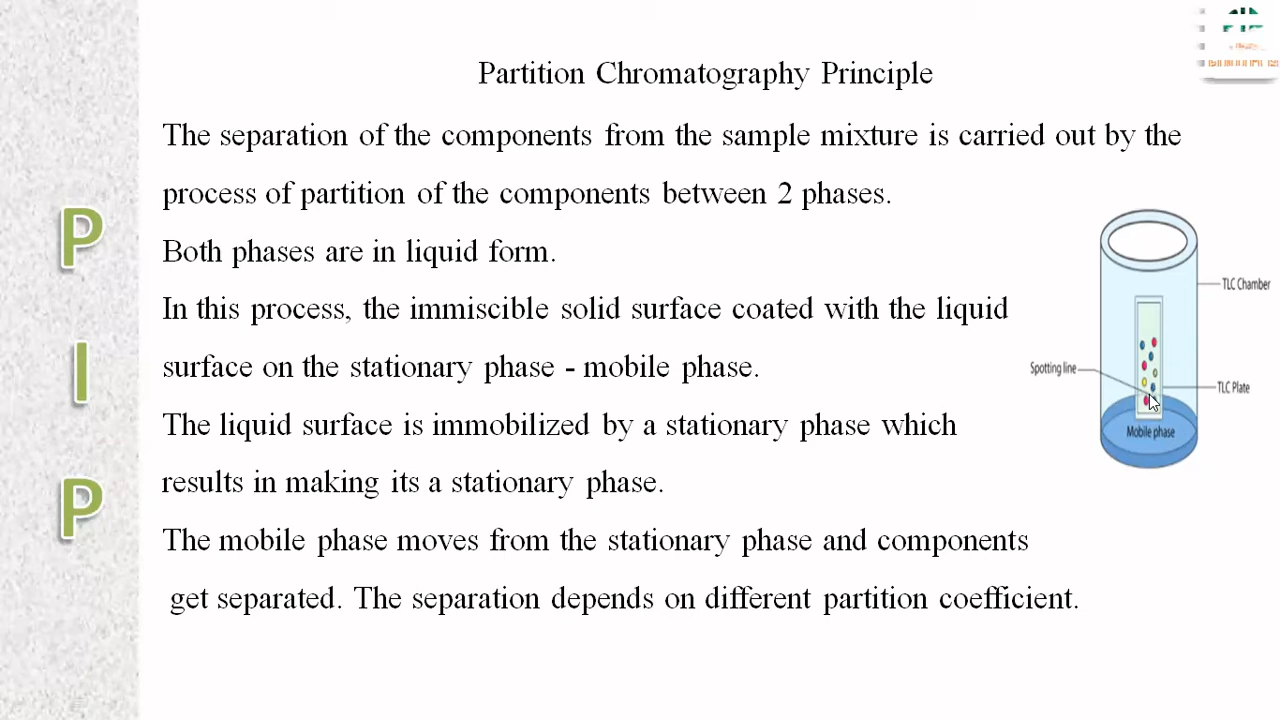 Partition Chromatography Principle
The separation of the components from the sample mixture is carried out by the
process of partition of the components between 2 phases.
Both phases are in liquid form.
In this process, the immiscible solid surface coated with the liquid
surface on the stationary phase - mobile phase.
The liquid surface is immobilized by a stationary phase which
results in making its a stationary phase.
The mobile phase moves from the stationary phase and components
get separated. The separation depends on different partition coefficient.
P
I
P
TLC Chamber
Spotting line
TLC Plate
Mobile phase